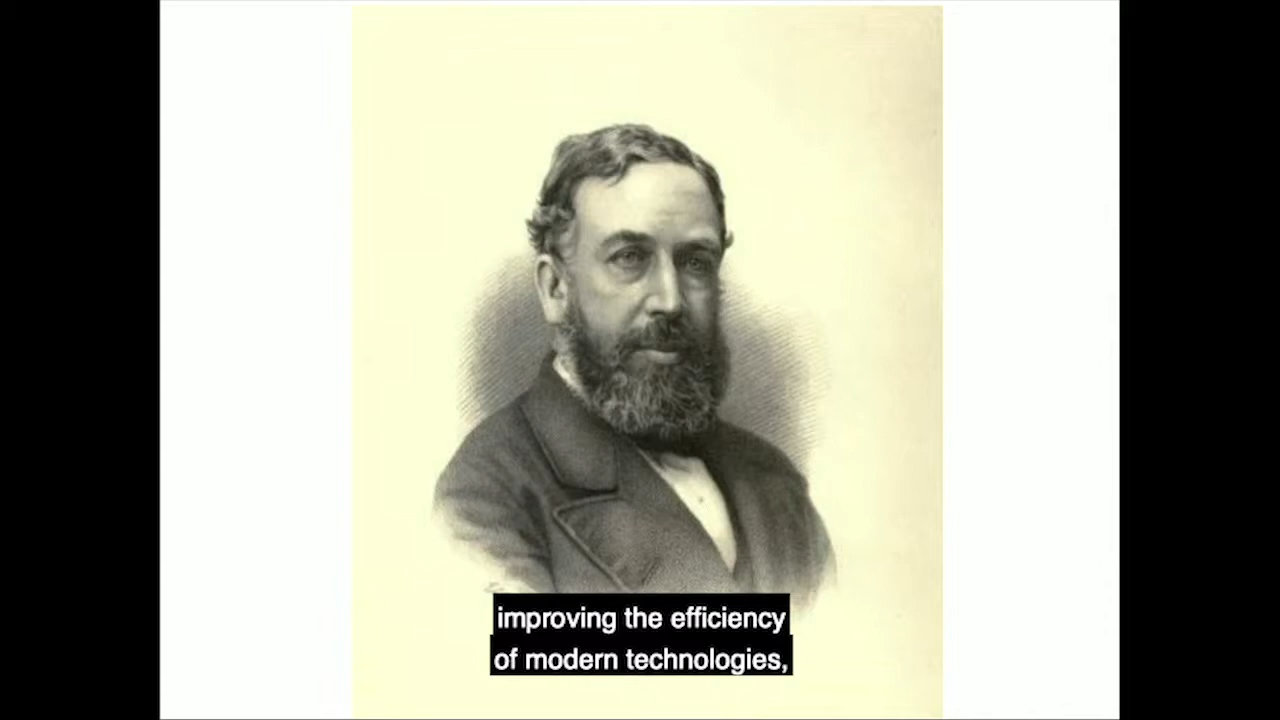 improving the efficiency
of modern technologies,